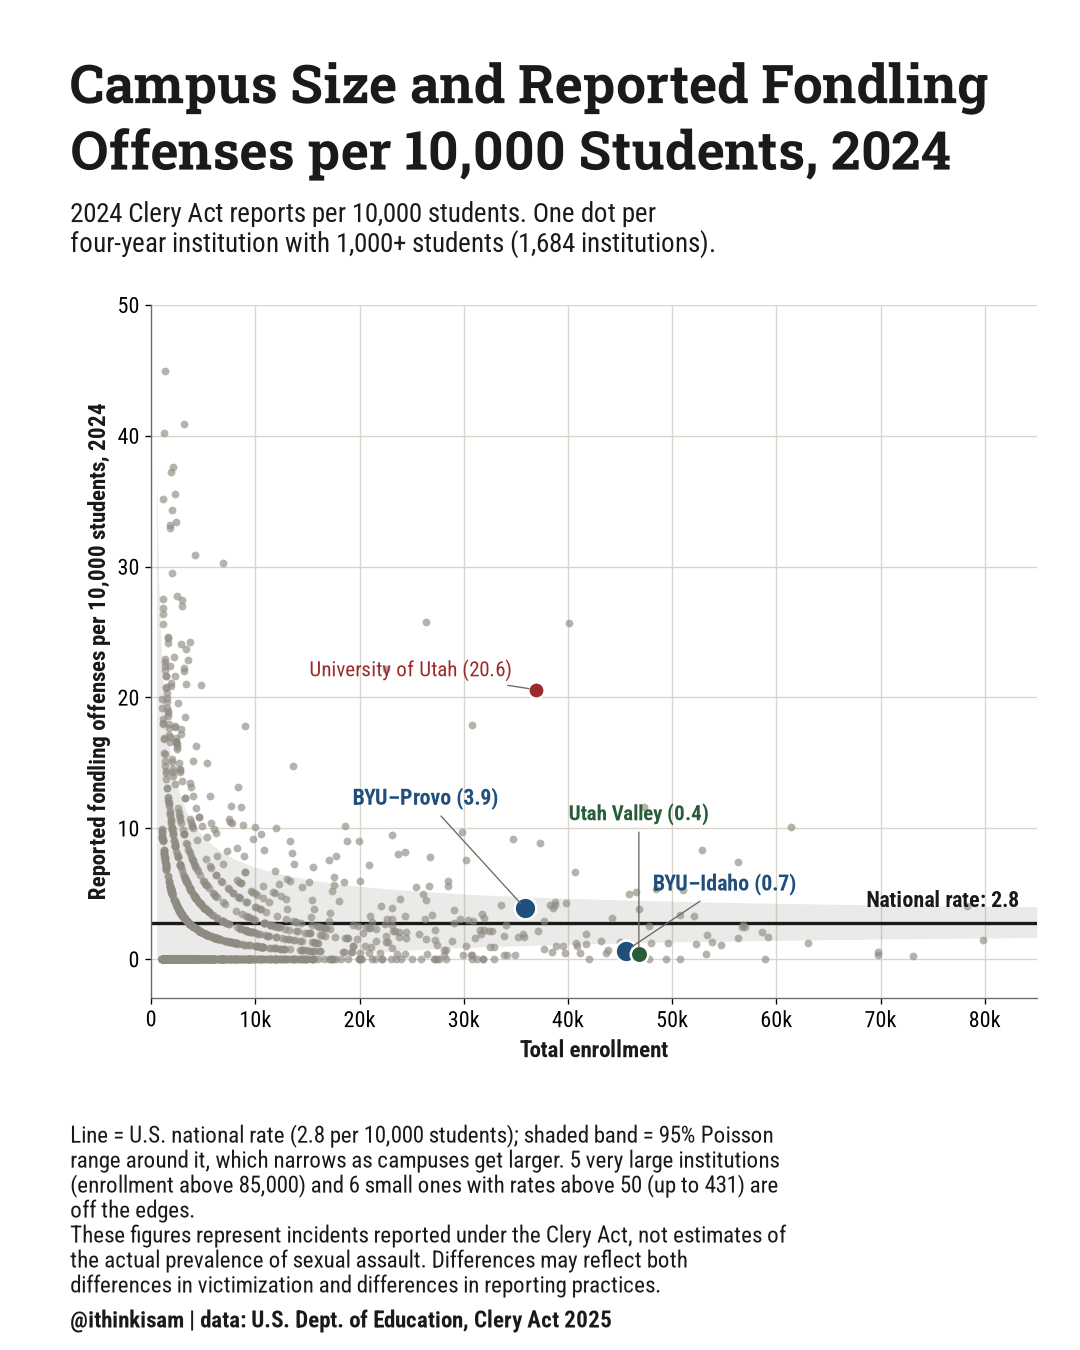 Campus Size and Reported Fondling
Offenses per 10,000 Students, 2024
2024 Clery Act reports per 10,000 students. One dot per
four-year institution with 1,000+ students (1,684 institutions).
Reported fondling offenses per 10,000 students, 2024
50
40
30
20
10
0
University of Utah (20.6)
BYU–Provo (3.9)
Utah Valley (0.4)
BYU–Idaho (0.7)
National rate: 2.8
0
10k
20k
30k
40k
50k
60k
70k
80k
Total enrollment
Line = U.S. national rate (2.8 per 10,000 students); shaded band = 95% Poisson
range around it, which narrows as campuses get larger. 5 very large institutions
(enrollment above 85,000) and 6 small ones with rates above 50 (up to 431) are
off the edges.
These figures represent incidents reported under the Clery Act, not estimates of
the actual prevalence of sexual assault. Differences may reflect both
differences in victimization and differences in reporting practices.
@ithinkisam | data: U.S. Dept. of Education, Clery Act 2025